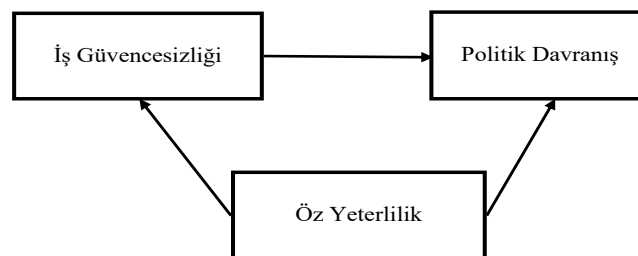 İş Güvencesizliği
Politik Davranış
Öz Yeterlilik